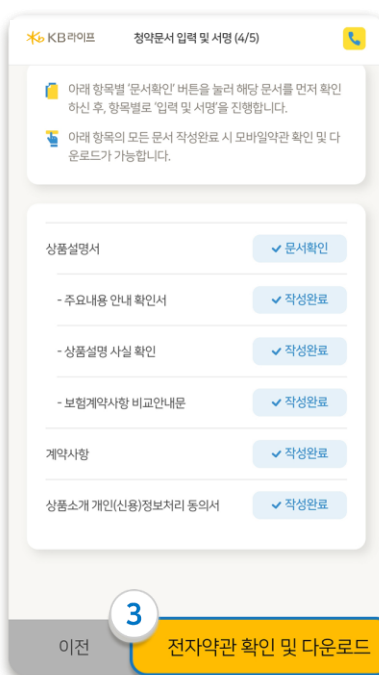 KB라이프
청약문서 입력 및 서명 (4/5)
아래 항목별 '문서확인' 버튼을 눌러 해당 문서를 먼저 확인
하신 후, 항목별로 '입력 및 서명'을 진행합니다.
아래 항목의 모든 문서 작성완료 시 모바일약관 확인 및 다
운로드가 가능합니다.
상품설명서
문서확인
- 주요내용 안내 확인서
작성완료
- 상품설명 사실 확인
작성완료
- 보험계약사항 비교안내문
작성완료
계약사항
작성완료
상품소개 개인(신용)정보처리 동의서
작성완료
3
이전
전자약관 확인 및 다운로드